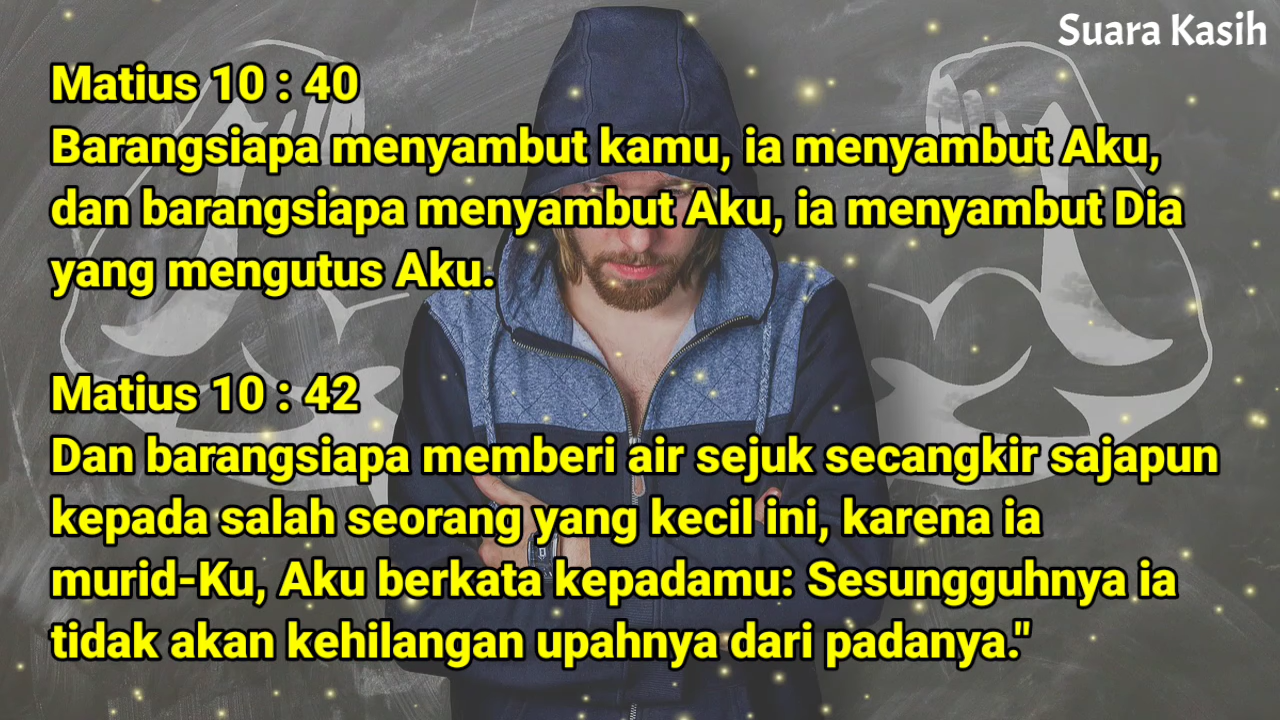 Suara Kasih
Matius 10 : 40
Barangsiapa menyambut kamu, ia menyambut Aku,
dan barangsiapa menyambut Aku, ia menyambut Dia
yang mengutus Aku.
Matius 10 : 42
Dan barangsiapa memberi air sejuk secangkir sajapun
kepada salah seorang yang kecil ini, karena ia
murid-Ku, Aku berkata kepadamu: Sesungguhnya ia
tidak akan kehilangan upahnya dari padanya."